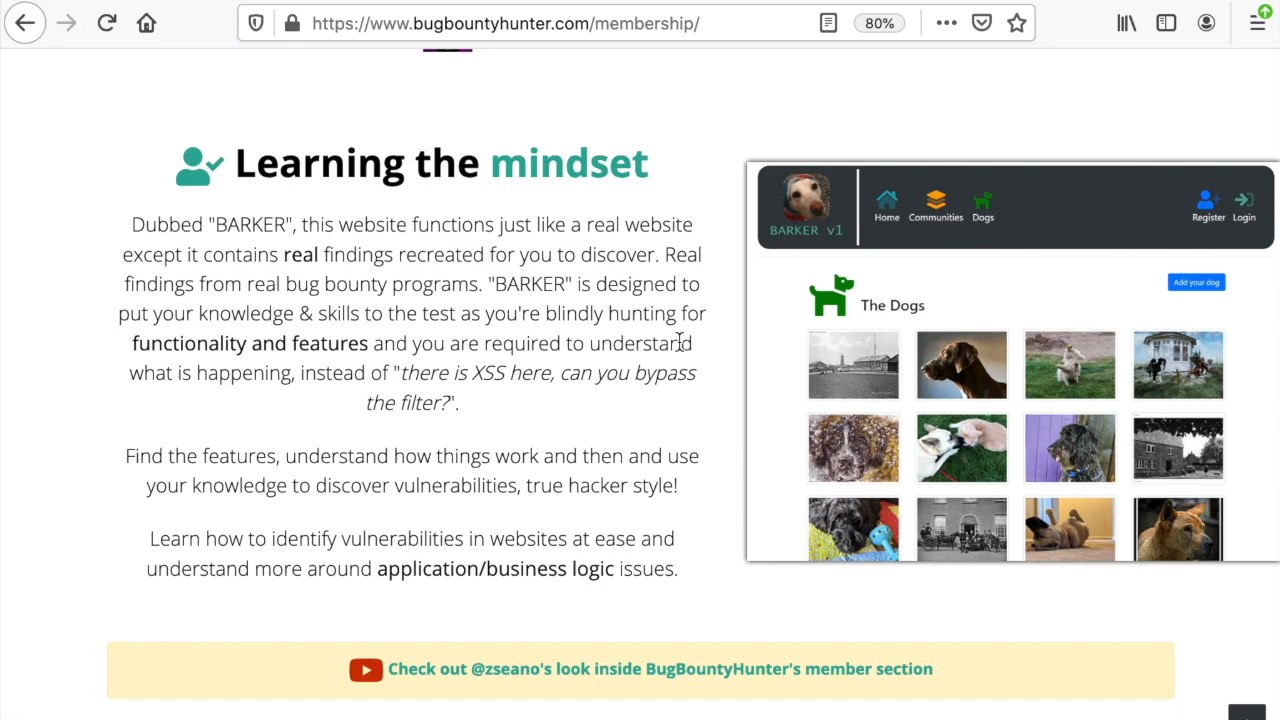 https://www.bugbountyhunter.com/membership/
80%
Learning the mindset
Dubbed "BARKER", this website functions just like a real website
except it contains real findings recreated for you to discover. Real
findings from real bug bounty programs. "BARKER" is designed to
put your knowledge & skills to the test as you're blindly hunting for
functionality and features and you are required to understand
what is happening, instead of "there is XSS here, can you bypass
the filter?".
Find the features, understand how things work and then and use
your knowledge to discover vulnerabilities, true hacker style!
Learn how to identify vulnerabilities in websites at ease and
understand more around application/business logic issues.
BARKER v1
Home Communities Dogs
Register Login
The Dogs
Add your dog
Check out @zseano's look inside BugBountyHunter's member section